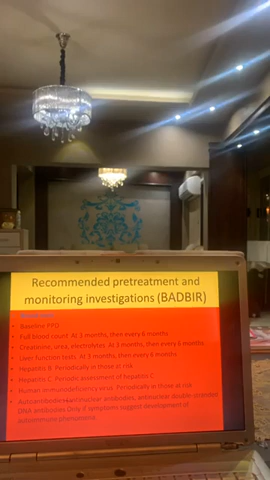 Recommended pretreatment and
monitoring investigations (BADBIR)
• Baseline PPD
• Full blood count At 3 months, then every 6 months
• Creatinine, urea, electrolytes At 3 months, then every 6 months
• Liver function tests At 3 months, then every 6 months
• Hepatitis B Periodically in those at risk
• Hepatitis C Periodic assessment of hepatitis C
• Human immunodeficiency virus Periodically in those at risk
• Autoantibodies antinuclear antibodies, antinuclear double-stranded
DNA antibodies Only if symptoms suggest development of
autoimmune phenomena